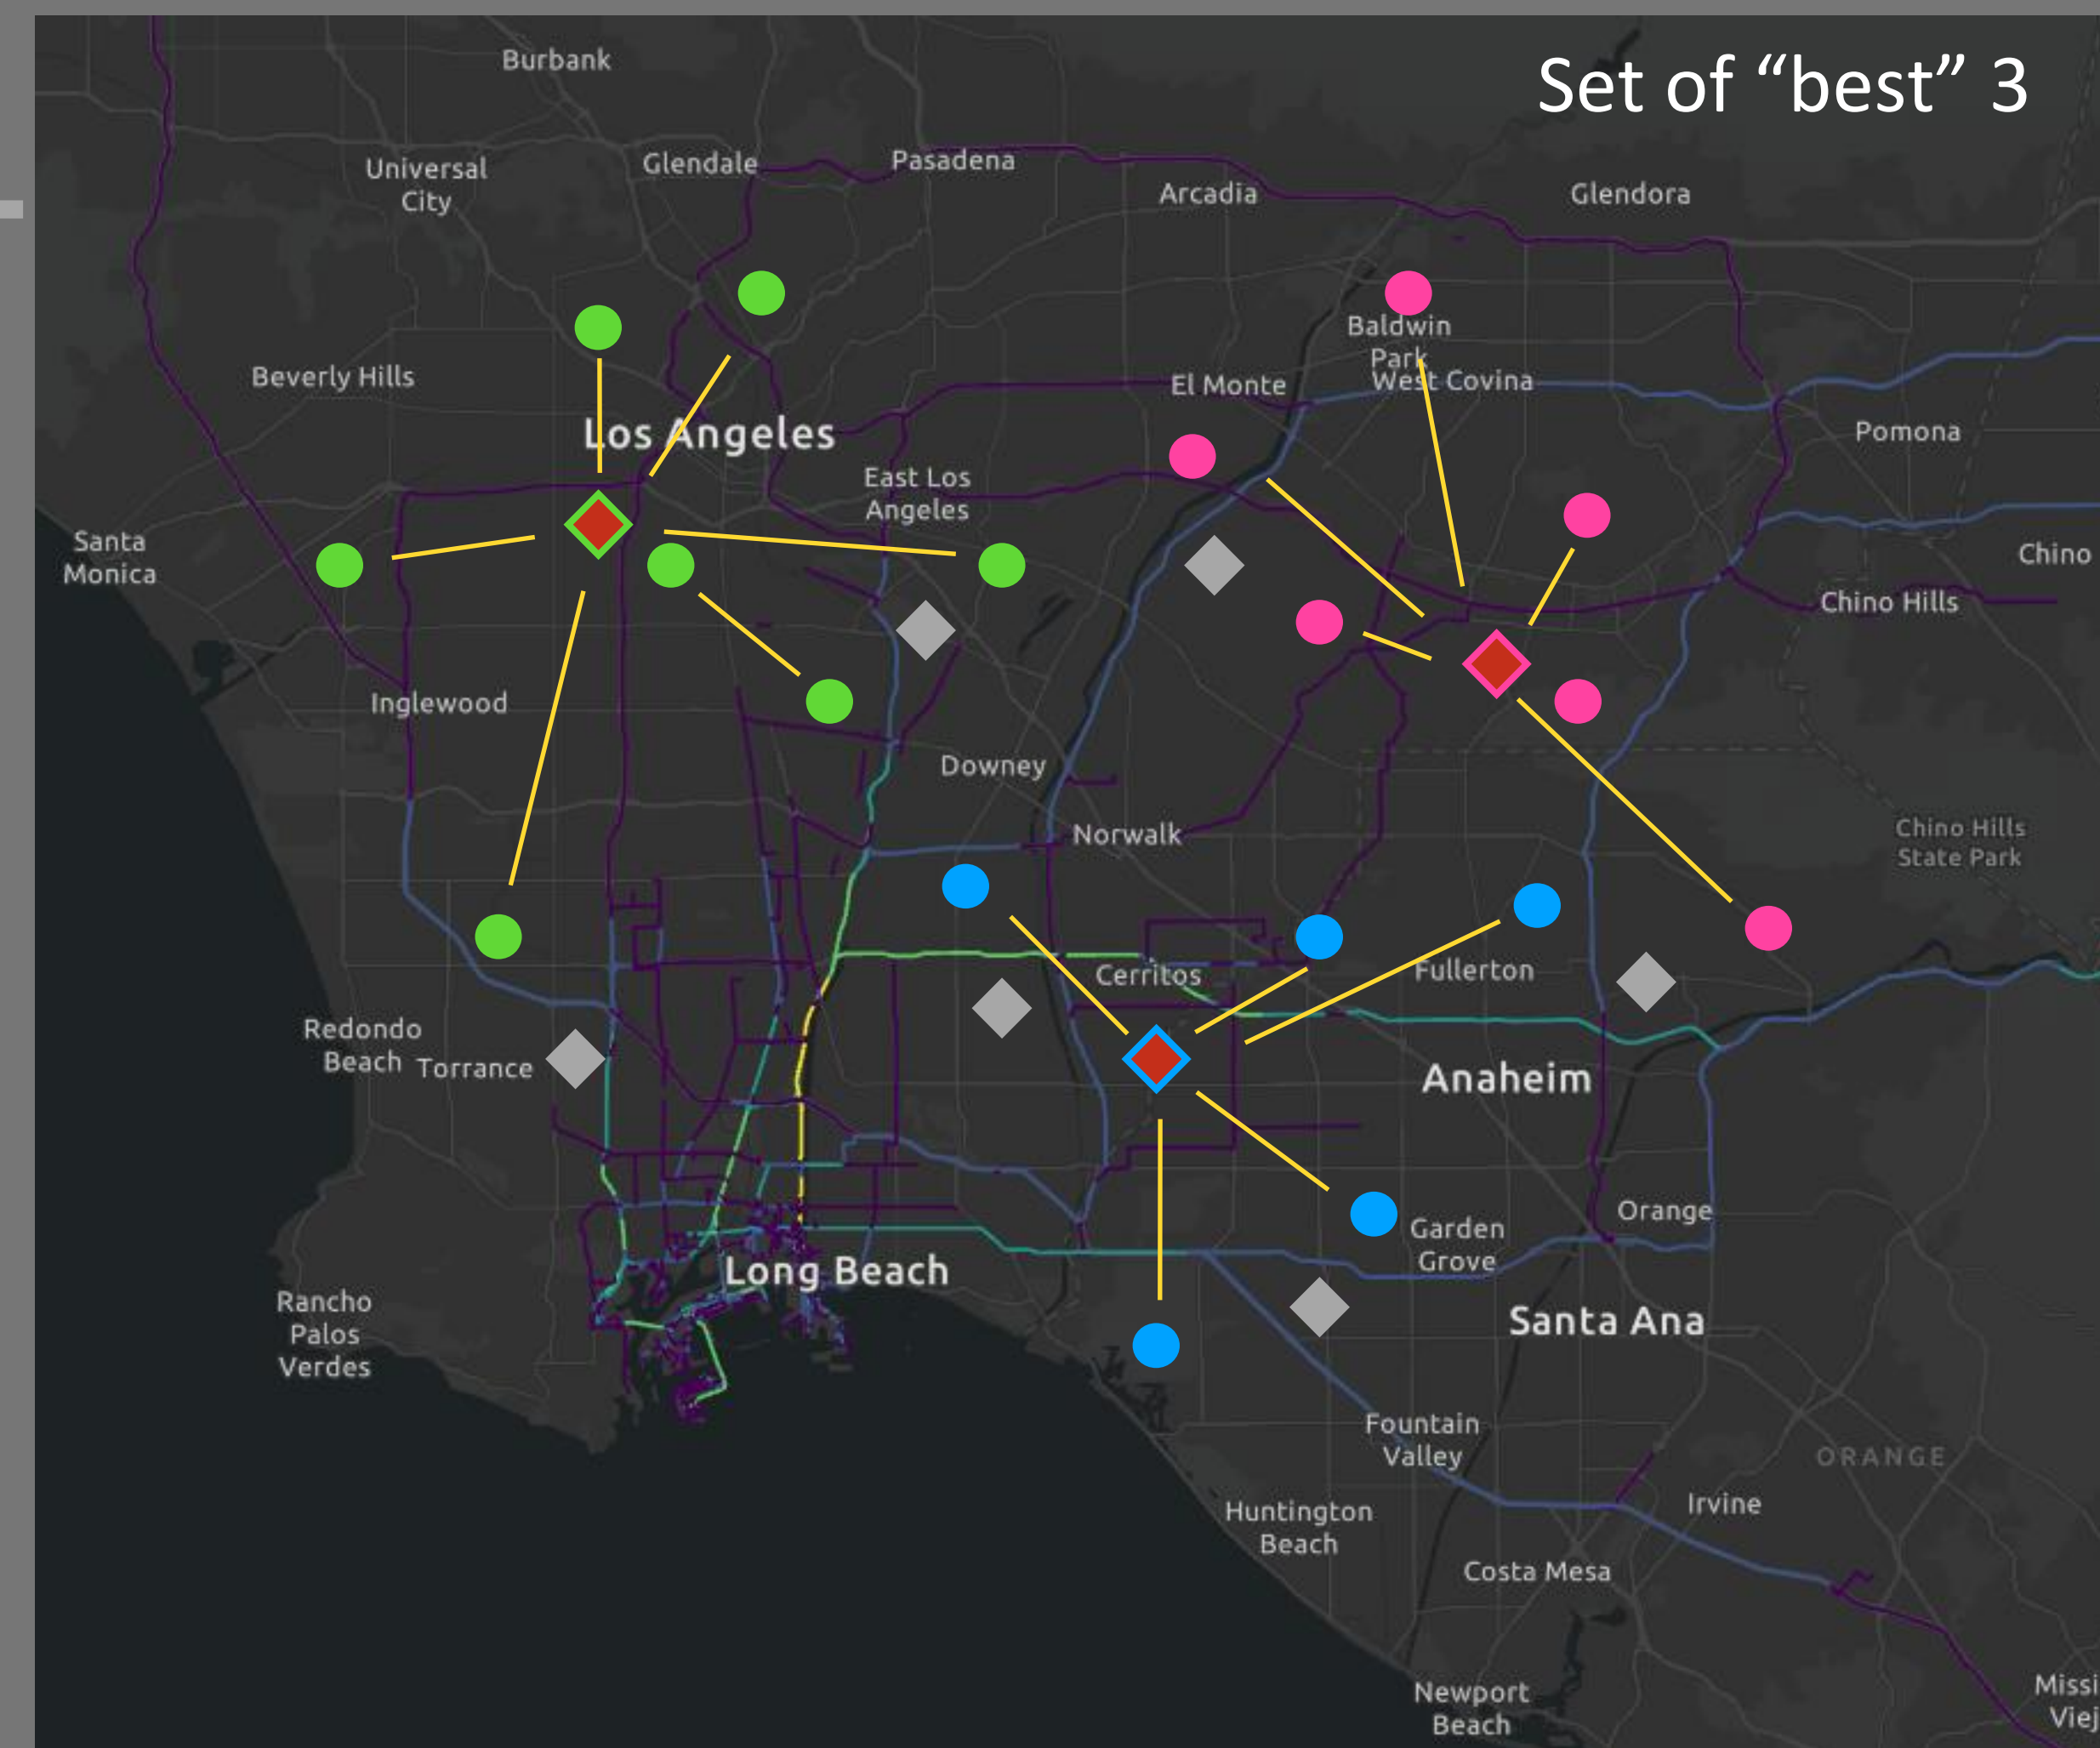 Set of “best” 3
Burbank
Universal
City
Glendale
Pasadena
Arcadia
Glendora
Beverly Hills
Baldwin
Park
El Monte
West Covina
Los Angeles
Pomona
East Los
Angeles
Santa
Monica
Chino
Chino Hills
Inglewood
Downey
Norwalk
Chino Hills
State Park
Cerritos
Fullerton
Redondo
Beach
Torrance
Anaheim
Orange
Garden
Grove
Long Beach
Rancho
Palos
Verdes
Santa Ana
Fountain
Valley
ORANGE
Irvine
Huntington
Beach
Costa Mesa
Newport
Beach
Missi
Viej